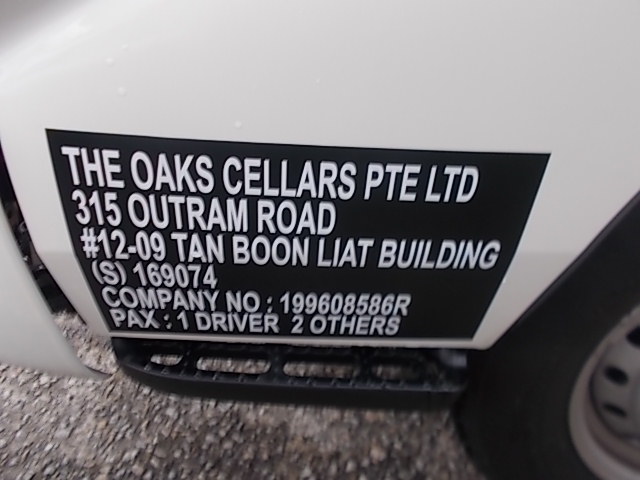 THE OAKS CELLARS PTE LTD
315 OUTRAM ROAD
#12-09 TAN BOON LIAT BUILDING
(S) 169074
COMPANY NO : 199608586R
PAX : 1 DRIVER 2 OTHERS